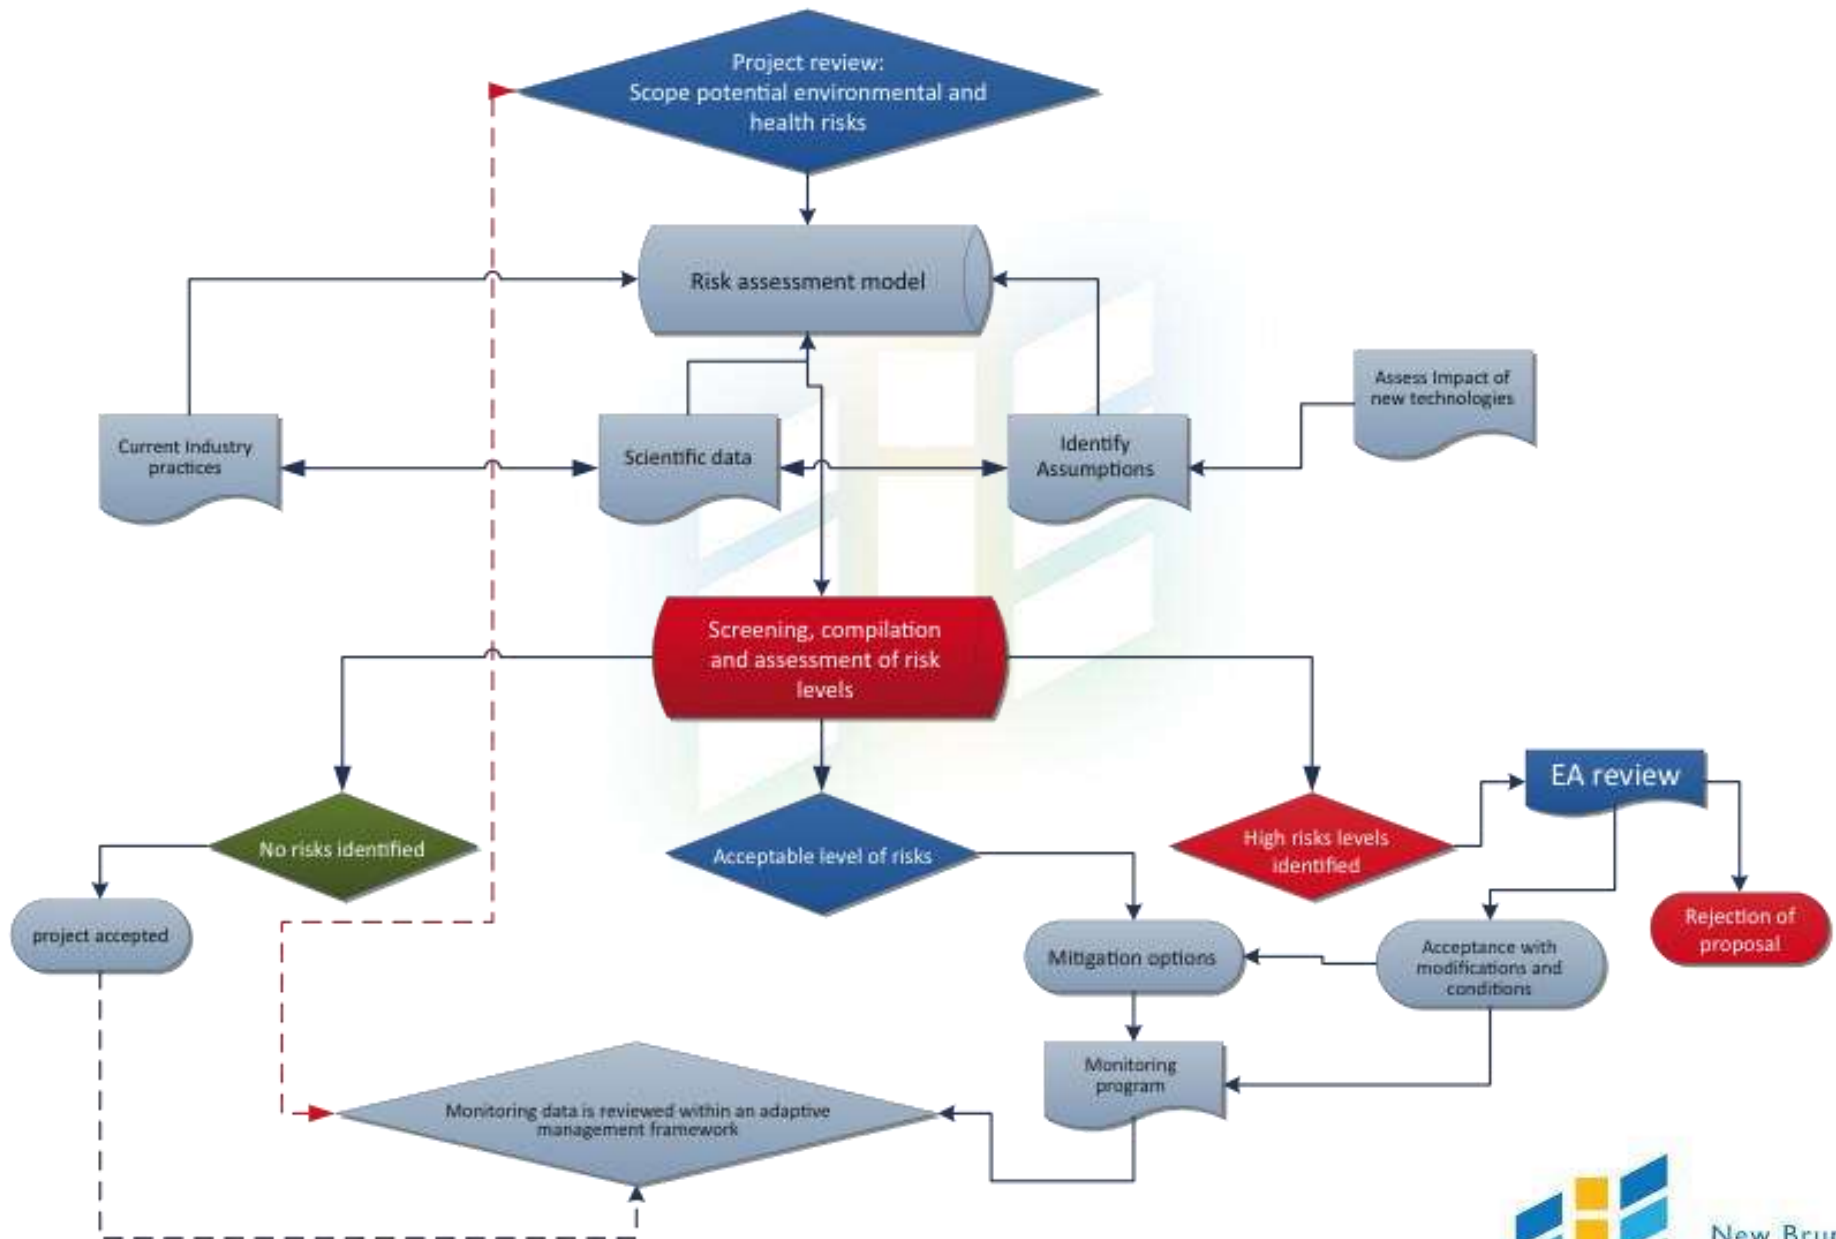 Project review:
Scope potential environmental and
health risks
Risk assessment model
Assess Impact of
new technologies
Current Industry
practices
Scientific data
Identify
Assumptions
Screening, compilation
and assessment of risk
levels
EA review
No risks identified
Acceptable level of risks
High risks levels
identified
project accepted
Mitigation options
Acceptance with
modifications and
conditions
Rejection of
proposal
Monitoring
program
Monitoring data is reviewed within an adaptive
management framework
New